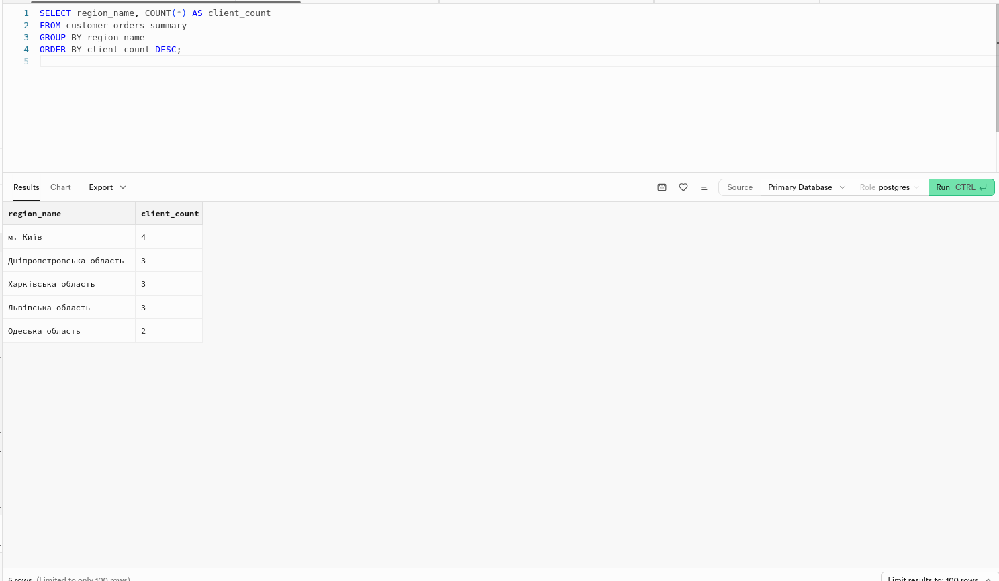 1 SELECT region_name, COUNT(*) AS client_count
2 FROM customer_orders_summary
3 GROUP BY region_name
4 ORDER BY client_count DESC;
5
Results Chart Export Source Primary Database Role postgres Run CTRL
region_name client_count
м. Київ 4
Дніпропетровська область 3
Харківська область 3
Львівська область 3
Одеська область 2
5 rows (Limited to only 100 rows) Limit results to: 100 rows